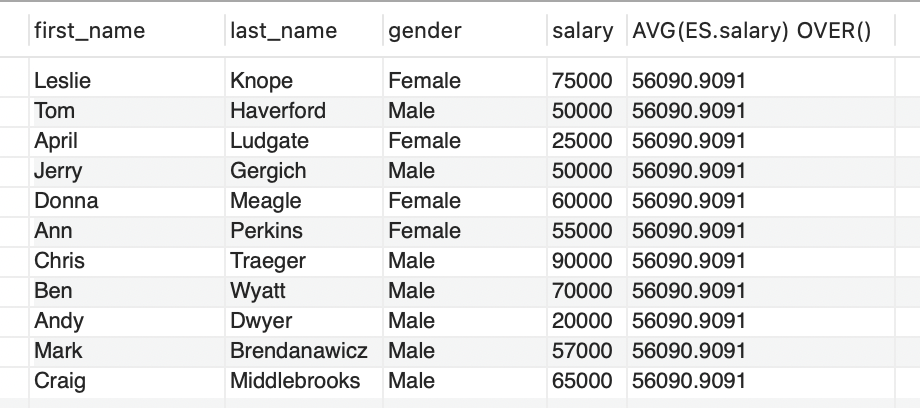 first_name last_name gender salary AVG(ES.salary) OVER()
Leslie Knope Female 75000 56090.9091
Tom Haverford Male 50000 56090.9091
April Ludgate Female 25000 56090.9091
Jerry Gergich Male 50000 56090.9091
Donna Meagle Female 60000 56090.9091
Ann Perkins Female 55000 56090.9091
Chris Traeger Male 90000 56090.9091
Ben Wyatt Male 70000 56090.9091
Andy Dwyer Male 20000 56090.9091
Mark Brendanawicz Male 57000 56090.9091
Craig Middlebrooks Male 65000 56090.9091